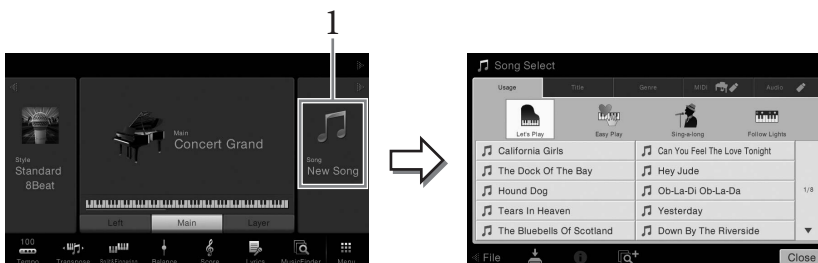 1
Style
Standard
8Beat
Main
Concert Grand
Song
New Song
Left Main Layer
100
Tempo Transpose Split&Fingering Balance Score Lyrics MusicFinder Menu
Song Select
Usage Title Genre MIDI Audio
Let's Play Easy Play Sing-a-long Follow Lights
California Girls Can You Feel The Love Tonight
The Dock Of The Bay Hey Jude
Hound Dog Ob-La-Di Ob-La-Da
1/8
Tears In Heaven Yesterday
The Bluebells Of Scotland Down By The Riverside
File Close